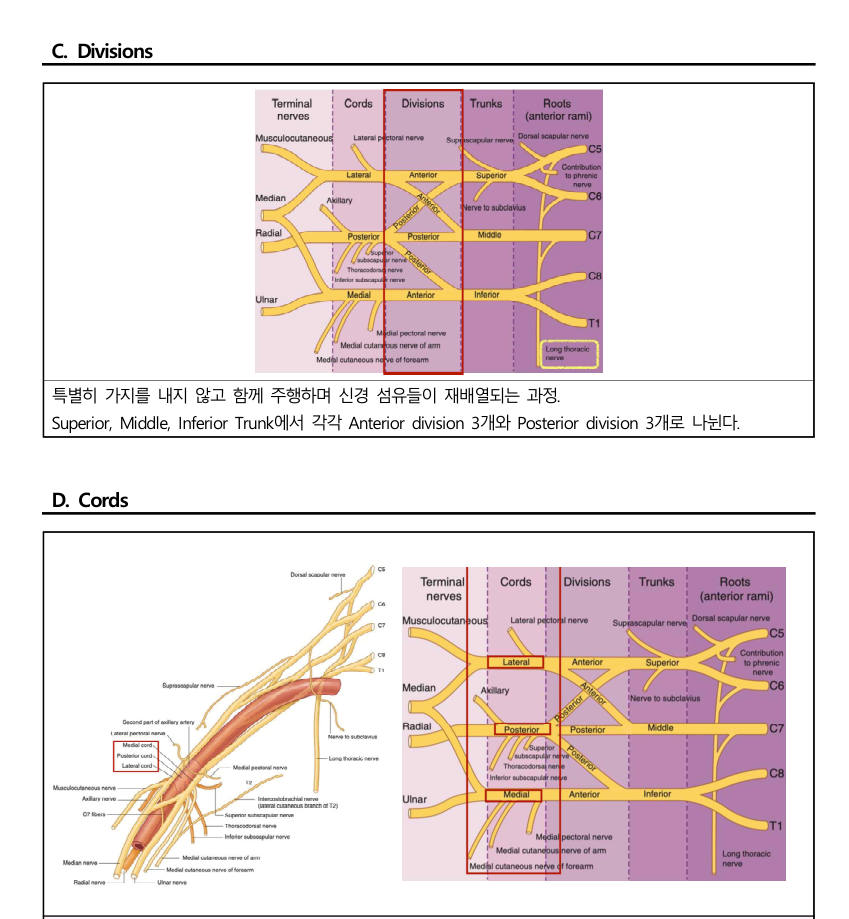 C. Divisions
Terminal nerves
Cords
Divisions
Trunks
Roots (anterior rami)
Musculocutaneous
Lateral pectoral nerve
Suprascapular nerve
Dorsal scapular nerve
C5
Contribution to phrenic nerve
Lateral
Anterior
Superior
C6
Median
Axillary
Posterior
Anterior
Nerve to subclavius
Radial
Posterior
Posterior
Middle
C7
Superior subscapular nerve
Posterior
Thoracodorsal nerve
Inferior subscapular nerve
C8
Ulnar
Medial
Anterior
Inferior
T1
Medial pectoral nerve
Medial cutaneous nerve of arm
Medial cutaneous nerve of forearm
Long thoracic nerve
특별히 가지를 내지 않고 함께 주행하며 신경 섬유들이 재배열되는 과정.
Superior, Middle, Inferior Trunk에서 각각 Anterior division 3개와 Posterior division 3개로 나뉜다.
D. Cords
Dorsal scapular nerve
C5
C6
C7
C8
T1
Suprascapular nerve
Second part of axillary artery
Lateral pectoral nerve
Medial cord
Posterior cord
Lateral cord
Nerve to subclavius
Long thoracic nerve
Medial pectoral nerve
T2
Musculocutaneous nerve
Axillary nerve
C7 fibers
Intercostobrachial nerve
(lateral cutaneous branch of T2)
Superior subscapular nerve
Thoracodorsal nerve
Inferior subscapular nerve
Medial cutaneous nerve of arm
Median nerve
Medial cutaneous nerve of forearm
Radial nerve
Ulnar nerve
Terminal nerves
Cords
Divisions
Trunks
Roots (anterior rami)
Musculocutaneous
Lateral pectoral nerve
Suprascapular nerve
Dorsal scapular nerve
C5
Contribution to phrenic nerve
Lateral
Anterior
Superior
C6
Median
Axillary
Posterior
Anterior
Nerve to subclavius
Radial
Posterior
Posterior
Middle
C7
Superior subscapular nerve
Posterior
Thoracodorsal nerve
Inferior subscapular nerve
C8
Ulnar
Medial
Anterior
Inferior
T1
Medial pectoral nerve
Medial cutaneous nerve of arm
Medial cutaneous nerve of forearm
Long thoracic nerve